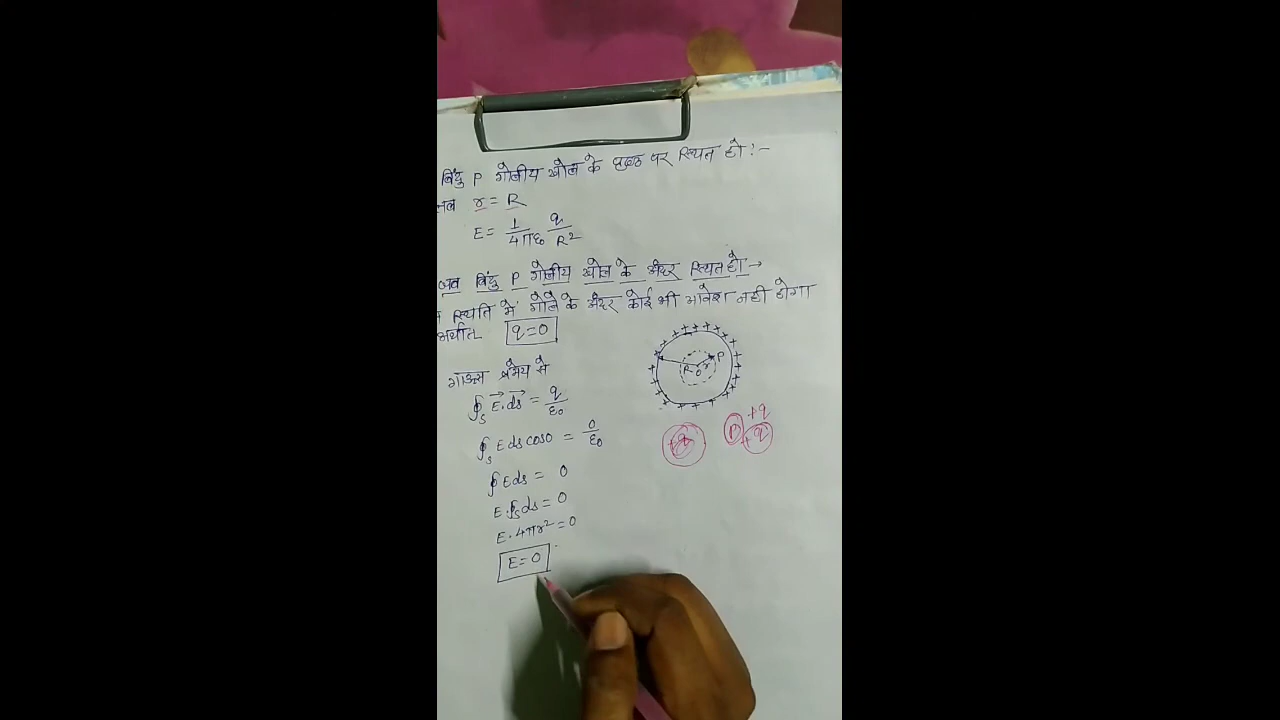 बिंदु P गोलीय खोल के पृष्ठ पर स्थित हो :-
r = R
E = 1/4πε₀ q/R²
जब बिंदु P गोलीय खोल के अंदर स्थित हो →
स्थिति में गोले के अंदर कोई भी आवेश नही होगा
अर्थात q=0
गाऊस प्रमेय से
∮ₛ E⃗.ds⃗ = q/ε₀
∮ₛ E ds cos0 = 0/ε₀
∮ E ds = 0
E.∮ₛ ds = 0
E. 4πr² = 0
E=0
R O r P
+q
+q